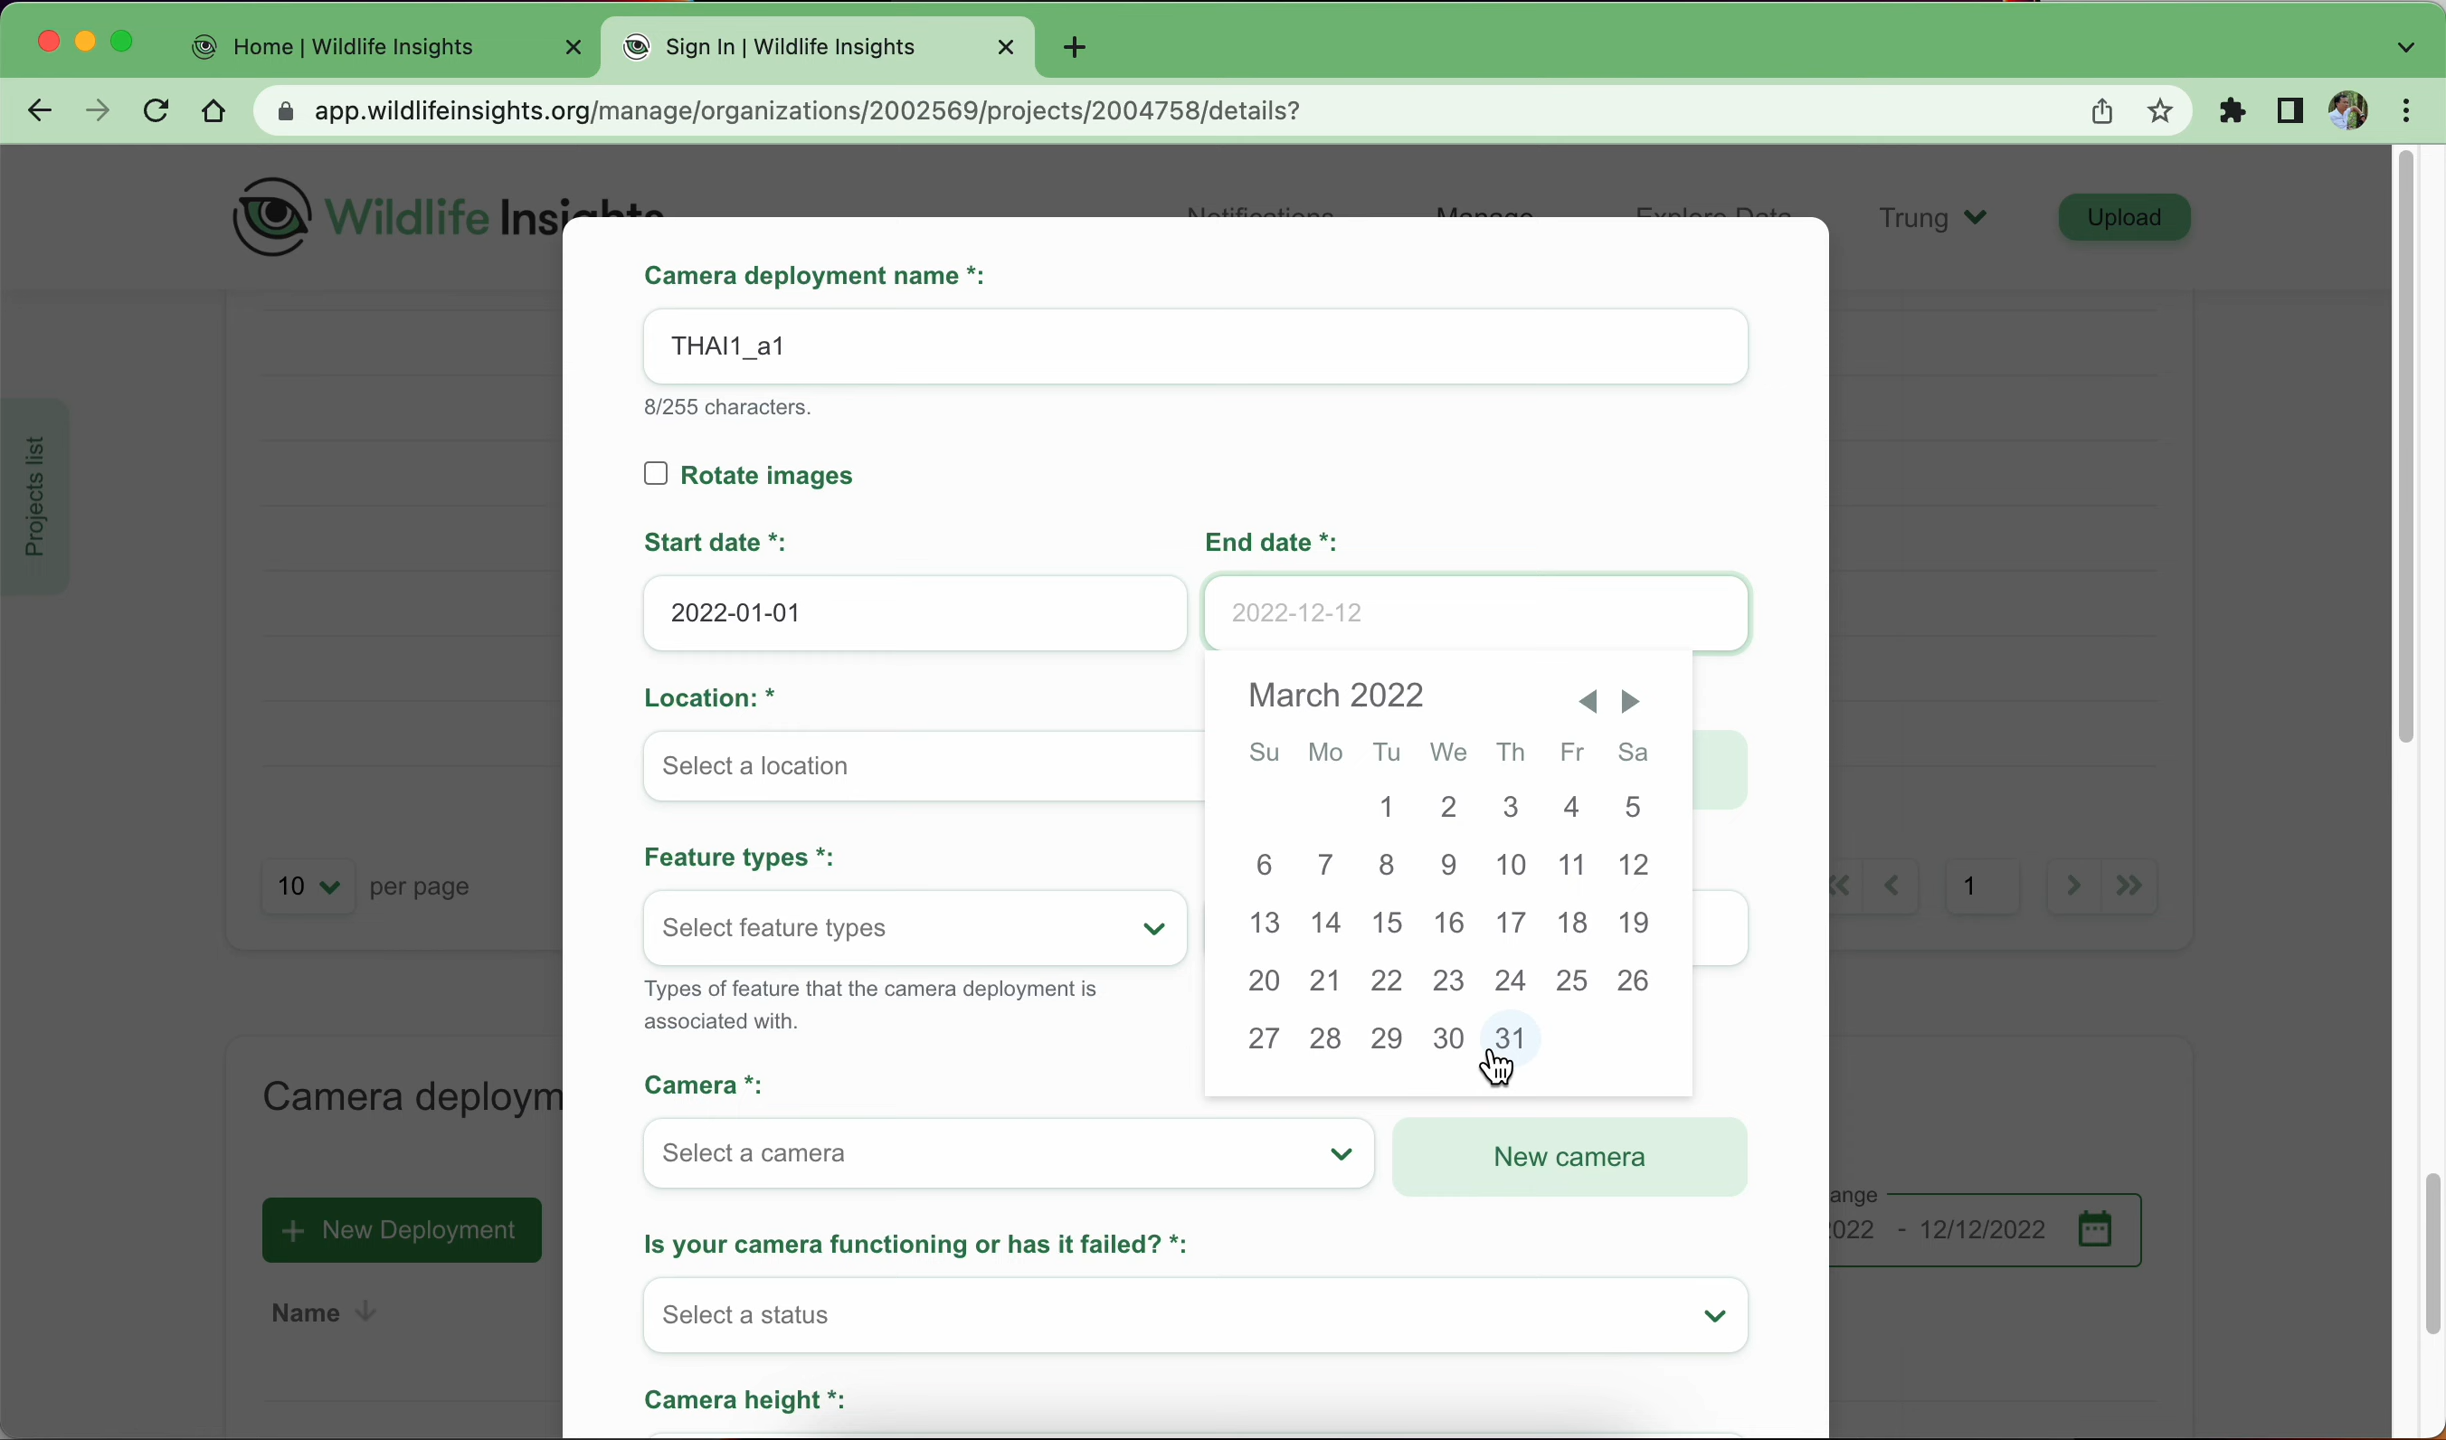 Home | Wildlife Insights
Sign In | Wildlife Insights
app.wildlifeinsights.org/manage/organizations/2002569/projects/2004758/details?
Wildlife Insights
Notifications Manage Explore Data Trung Upload
Projects list
Camera deployment name *:
THAI1_a1
8/255 characters.
Rotate images
Start date *: End date *:
2022-01-01 2022-12-12
Location: *
Select a location
March 2022
Su Mo Tu We Th Fr Sa
1 2 3 4 5
6 7 8 9 10 11 12
13 14 15 16 17 18 19
20 21 22 23 24 25 26
27 28 29 30 31
Feature types *:
Select feature types
Types of feature that the camera deployment is
associated with.
10 per page
1
Camera *:
Select a camera
New camera
Is your camera functioning or has it failed? *:
Select a status
Camera height *:
Camera deploym
+ New Deployment
Name
ange
022 - 12/12/2022